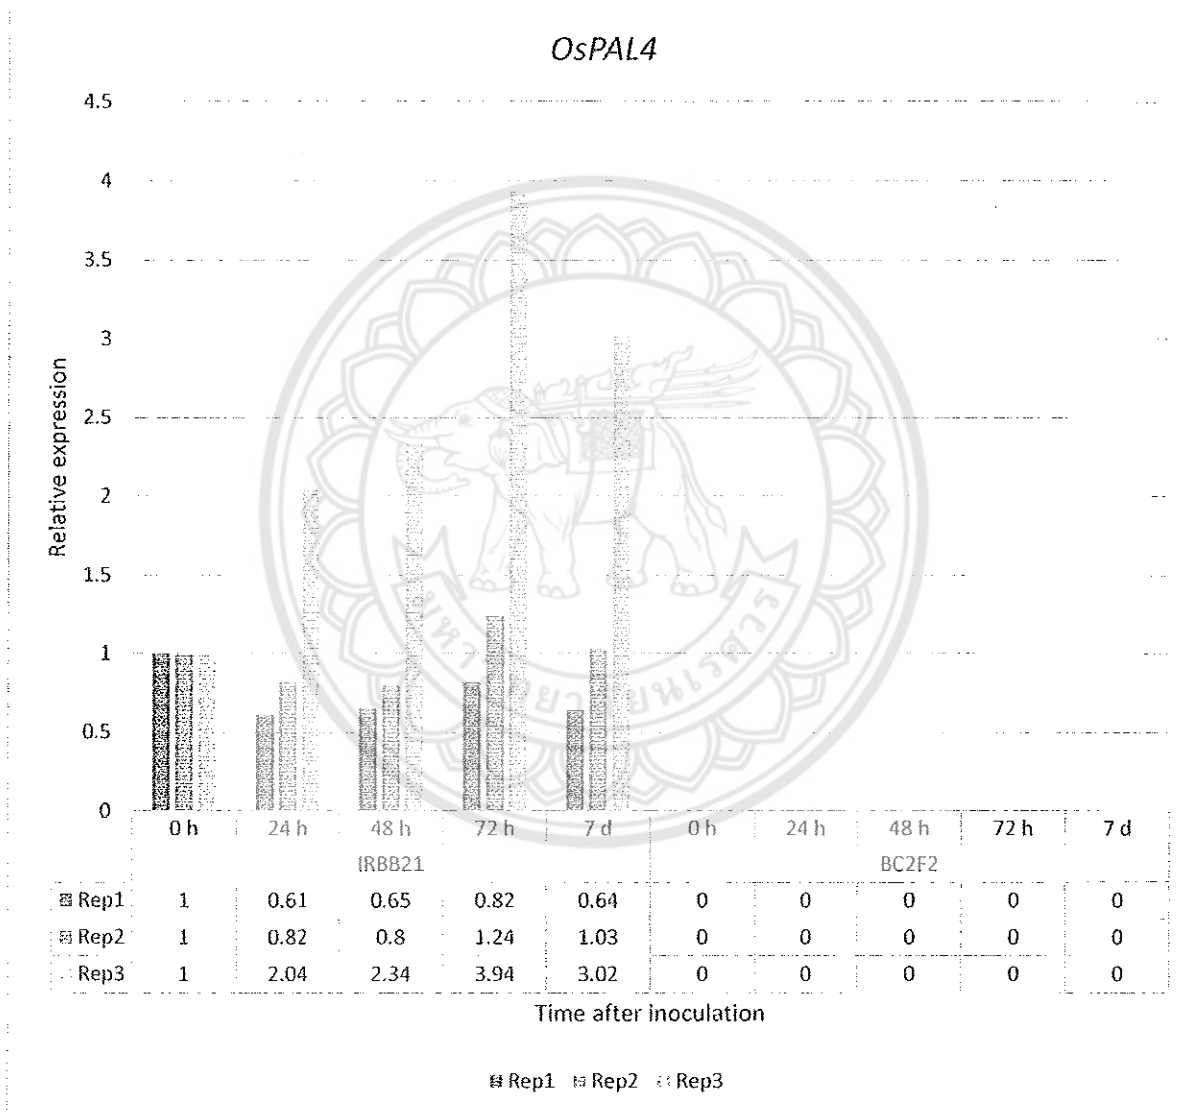 OsPAL4
4.5
4
3.5
3
2.5
2
1.5
1
0.5
0
Relative expression
0 h 24 h 48 h 72 h 7 d 0 h 24 h 48 h 72 h 7 d
IRBB21 BC2F2
Rep1 1 0.61 0.65 0.82 0.64 0 0 0 0 0
Rep2 1 0.82 0.8 1.24 1.03 0 0 0 0 0
Rep3 1 2.04 2.34 3.94 3.02 0 0 0 0 0
Time after inoculation
Rep1 Rep2 Rep3